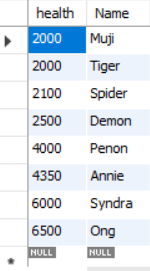 health Name
2000 Muji
2000 Tiger
2100 Spider
2500 Demon
4000 Penon
4350 Annie
6000 Syndra
6500 Ong
NULL NULL